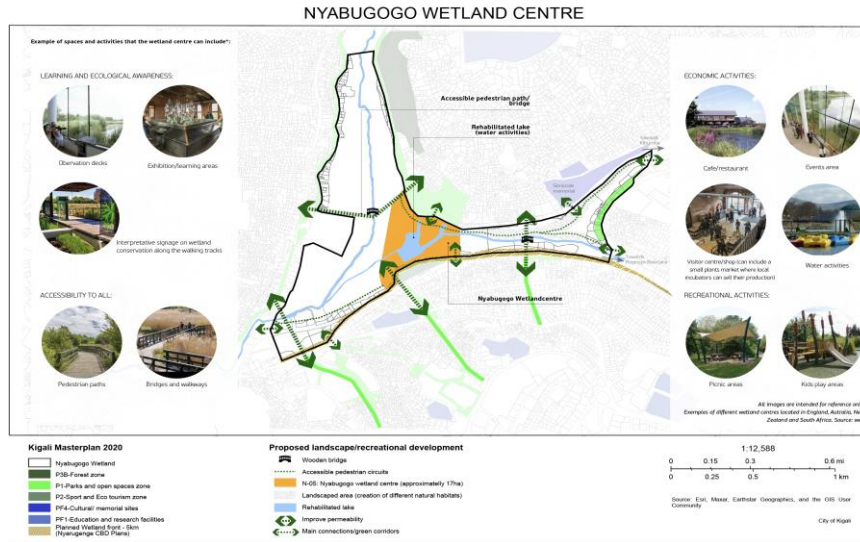 NYABUGOGO WETLAND CENTRE
Example of spaces and activities that the wetland centre can include*:
LEARNING AND ECOLOGICAL AWARENESS:
Obervation decks
Exhibition/learning areas
Interpretative signage on wetland
conservation along the walking tracks
ACCESSIBILITY TO ALL:
Pedestrian paths
Bridges and walkways
Accessible pedestrian path/
bridge
Rehabilitated lake
(water activities)
Genocide
memorial
Towards
Nyabugogo Wetlandcentre
Towards
ECONOMIC ACTIVITIES:
Cafe/restaurant
Events area
Visitor centre/shop (can include a
small plants market where local
incubators can sell their production)
Water activities
RECREATIONAL ACTIVITIES:
Picnic areas
Kids play areas
All images are intended for reference
Examples of different wetland centres located in England, Autralia, Ne
Zealand and South Africa. Source: we
Kigali Masterplan 2020
Nyabugogo Wetland
P3B-Forest zone
P1-Parks and open spaces zone
P2-Sport and Eco tourism zone
PF4-Cultural/ memorial sites
PF1-Education and research facilities
Planned Wetland front - 5km
(Nyarugenge CBD Plans)
Proposed landscape/recreational development
Wooden bridge
Accessible pedestrian circuits
N-05: Nyabugogo wetland centre (approximatelly 17ha)
Landscaped area (creation of different natural habitats)
Rehabilitated lake
Improve permeability
Main connections/green corridors
1:12,588
0 0.15 0.3 0.6 mi
0 0.25 0.5 1 km
Source: Esri, Maxar, Earthstar Geographics, and the GIS User
Community
City of Kigali